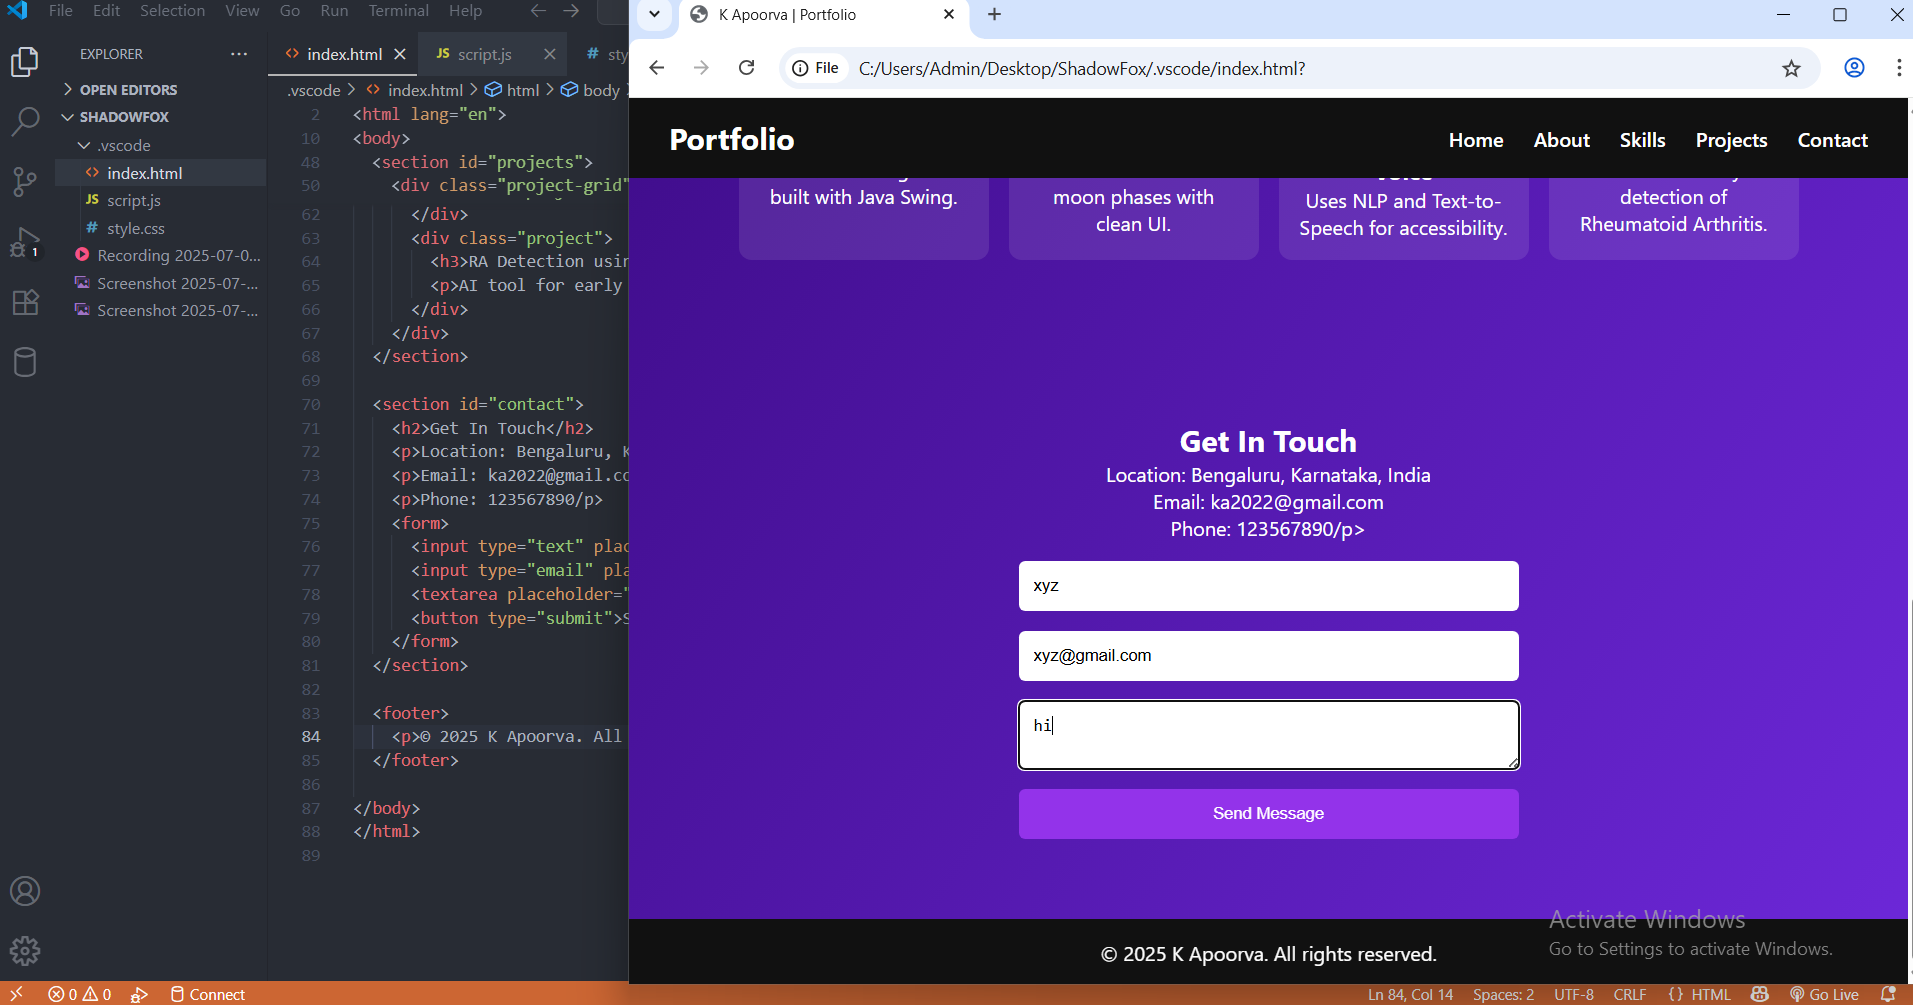 File Edit Selection View Go Run Terminal Help
EXPLORER
OPEN EDITORS
SHADOWFOX
.vscode
index.html
JS script.js
# style.css
Recording 2025-07-0...
Screenshot 2025-07-...
Screenshot 2025-07-...
1
index.html
JS script.js
# sty
.vscode > index.html > html > body
2 <html lang="en">
10 <body>
48 <section id="projects">
50 <div class="project-grid"
62 </div>
63 <div class="project">
64 <h3>RA Detection usin
65 <p>AI tool for early
66 </div>
67 </div>
68 </section>
69
70 <section id="contact">
71 <h2>Get In Touch</h2>
72 <p>Location: Bengaluru, K
73 <p>Email: ka2022@gmail.co
74 <p>Phone: 123567890/p>
75 <form>
76 <input type="text" plac
77 <input type="email" pla
78 <textarea placeholder="
79 <button type="submit">S
80 </form>
81 </section>
82
83 <footer>
84 <p>© 2025 K Apoorva. All
85 </footer>
86
87 </body>
88 </html>
89
K Apoorva | Portfolio
File C:/Users/Admin/Desktop/ShadowFox/.vscode/index.html?
Portfolio
Home About Skills Projects Contact
built with Java Swing.
moon phases with
clean UI.
Uses NLP and Text-to-
Speech for accessibility.
detection of
Rheumatoid Arthritis.
Get In Touch
Location: Bengaluru, Karnataka, India
Email: ka2022@gmail.com
Phone: 123567890/p>
xyz
xyz@gmail.com
hi
Send Message
Activate Windows
Go to Settings to activate Windows.
© 2025 K Apoorva. All rights reserved.
0 0 Connect
Ln 84, Col 14 Spaces: 2 UTF-8 CRLF {} HTML Go Live